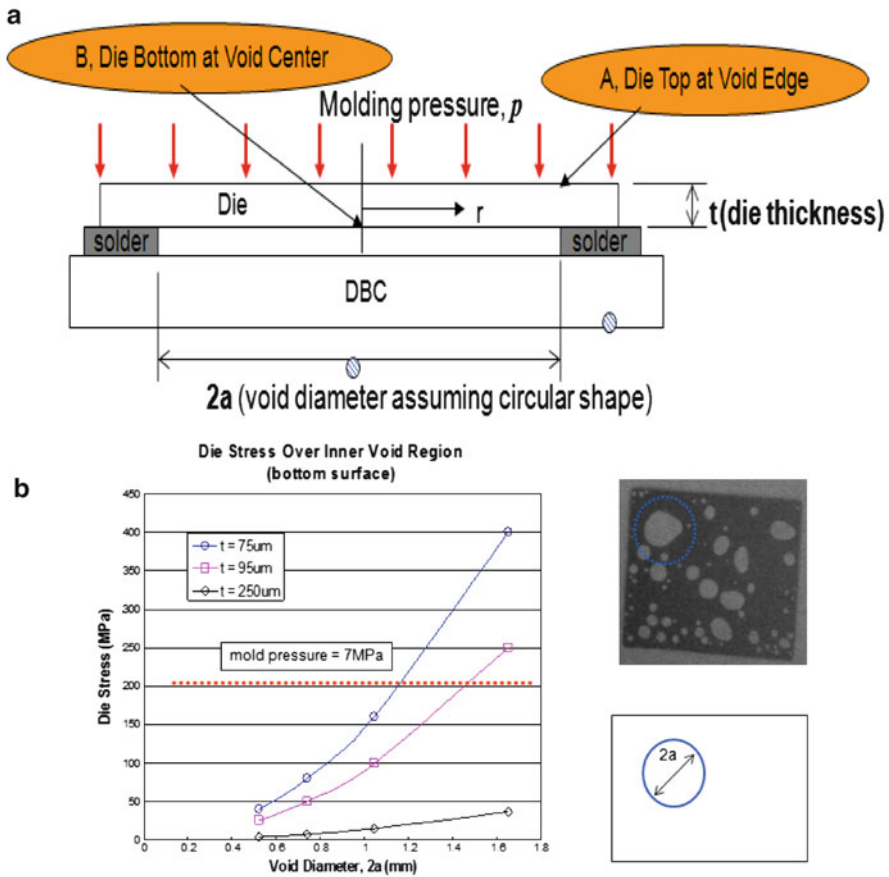 a
B, Die Bottom at Void Center
A, Die Top at Void Edge
Molding pressure, p
Die
r
t (die thickness)
solder
solder
DBC
2a (void diameter assuming circular shape)
b
Die Stress Over Inner Void Region
(bottom surface)
Die Stress (MPa)
450
400
350
300
250
200
150
100
50
0
t = 75um
t = 95um
t = 250um
mold pressure = 7MPa
0 0.2 0.4 0.6 0.8 1 1.2 1.4 1.6 1.8
Void Diameter, 2a (mm)
2a